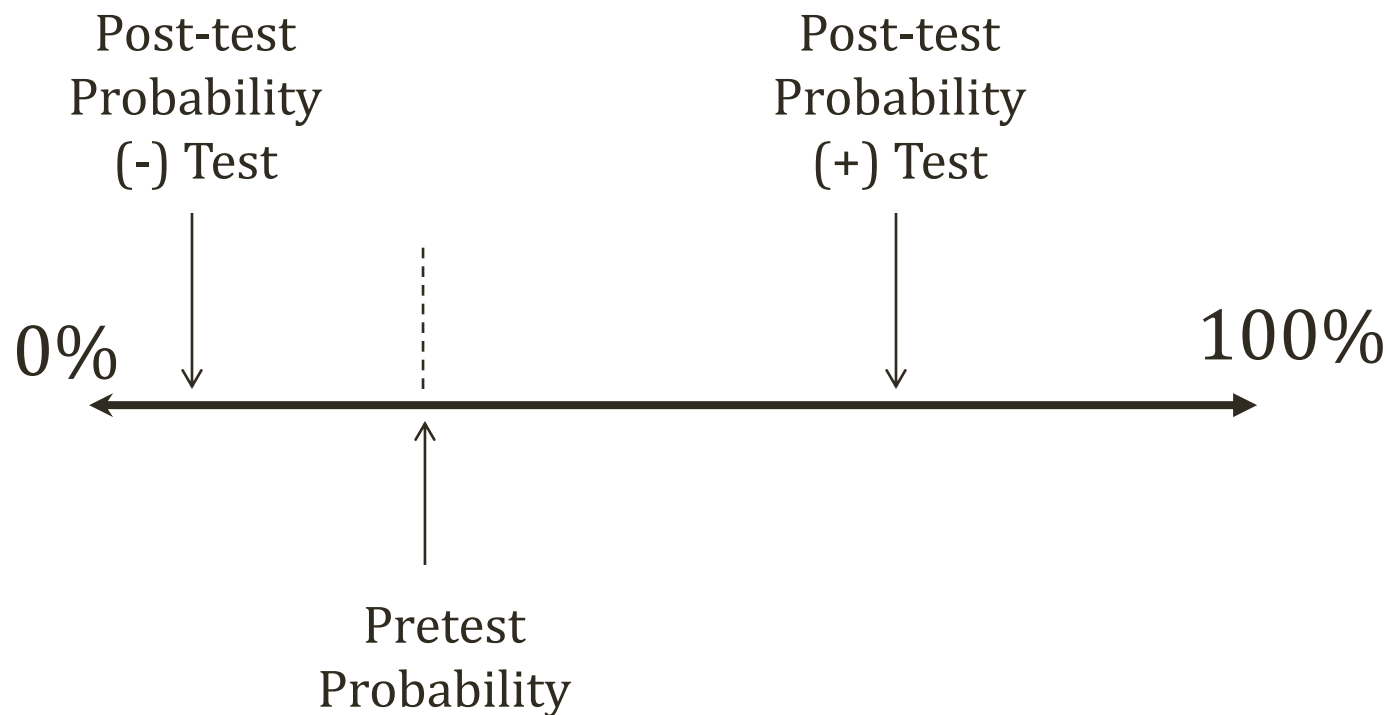 Post-test
Probability
(-) Test
Post-test
Probability
(+) Test
0%
100%
Pretest
Probability